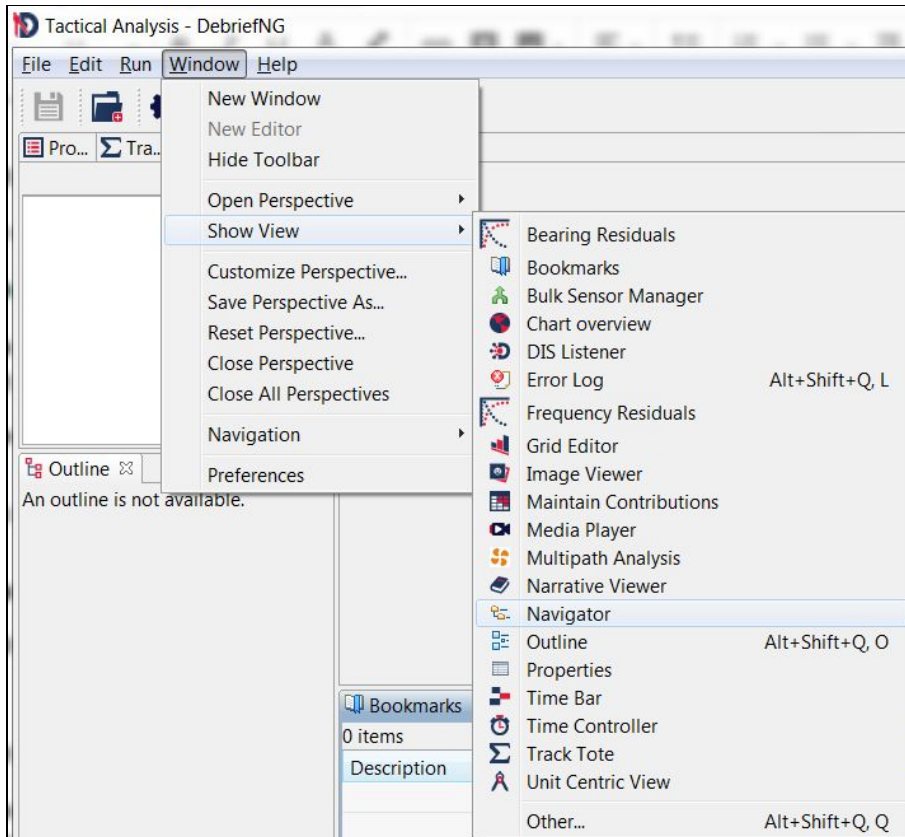 Tactical Analysis - DebriefNG
File Edit Run Window Help
Pro... Tra...
New Window
New Editor
Hide Toolbar
Open Perspective
Show View
Customize Perspective...
Save Perspective As...
Reset Perspective...
Close Perspective
Close All Perspectives
Navigation
Preferences
Bearing Residuals
Bookmarks
Bulk Sensor Manager
Chart overview
DIS Listener
Error Log Alt+Shift+Q, L
Frequency Residuals
Grid Editor
Image Viewer
Maintain Contributions
Media Player
Multipath Analysis
Narrative Viewer
Navigator
Outline Alt+Shift+Q, O
Properties
Time Bar
Time Controller
Track Tote
Unit Centric View
Other... Alt+Shift+Q, Q
Outline
An outline is not available.
Bookmarks
0 items
Description